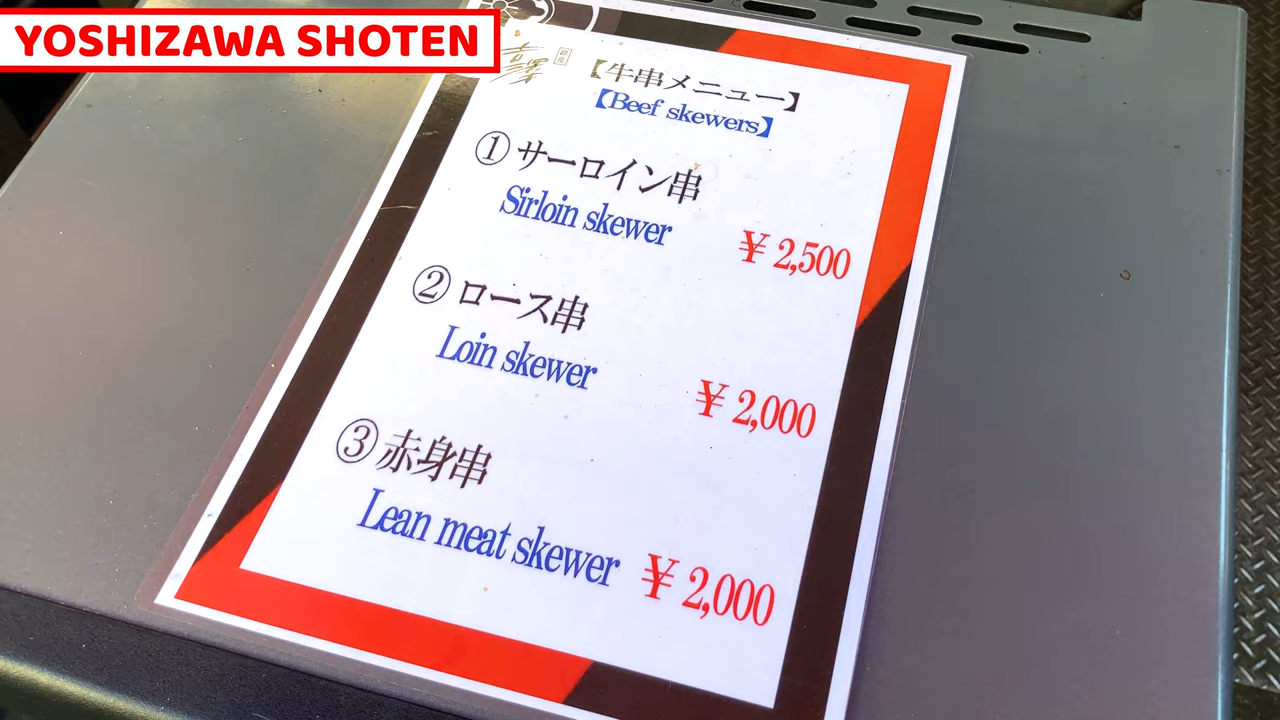 YOSHIZAWA SHOTEN
吉澤
【牛串メニュー】
【Beef skewers】
① サーロイン串
Sirloin skewer
¥ 2,500
② ロース串
Loin skewer
¥ 2,000
③ 赤身串
Lean meat skewer ¥ 2,000